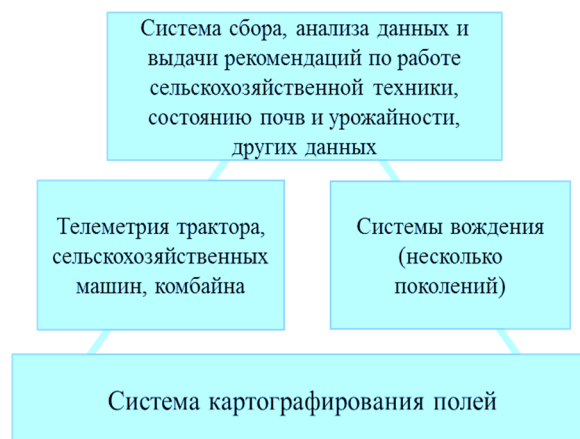 Система сбора, анализа данных и
выдачи рекомендаций по работе
сельскохозяйственной техники,
состоянию почв и урожайности,
других данных
Телеметрия трактора,
сельскохозяйственных
машин, комбайна
Системы вождения
(несколько
поколений)
Система картографирования полей